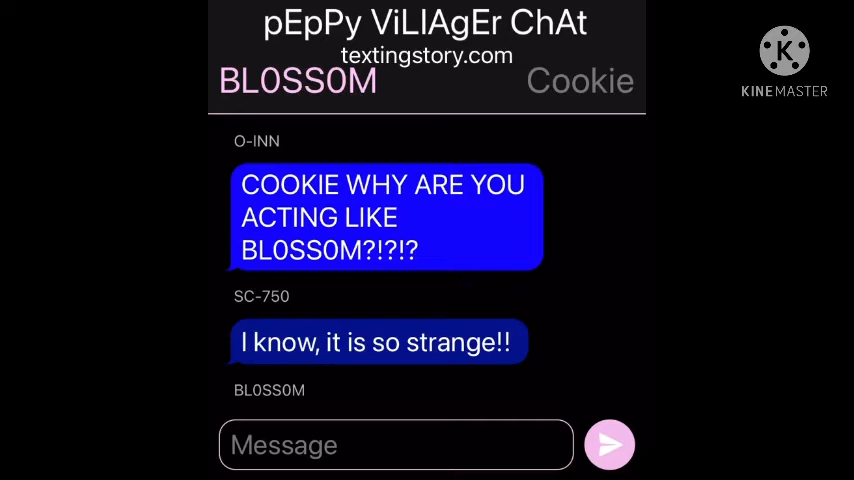 pEpPy ViLlAgEr ChAt
textingstory.com
BL0SS0M
Cookie
K
KINEMASTER
O-INN
COOKIE WHY ARE YOU
ACTING LIKE
BL0SS0M?!?!?
SC-750
I know, it is so strange!!
BL0SS0M
Message